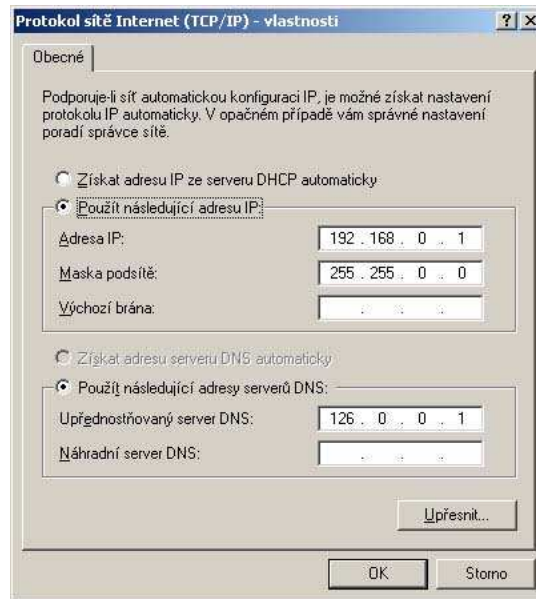 Protokol sítě Internet (TCP/IP) - vlastnosti
Obecné
Podporuje-li síť automatickou konfiguraci IP, je možné získat nastavení
protokolu IP automaticky. V opačném případě vám správné nastavení
poradí správce sítě.
Získat adresu IP ze serveru DHCP automaticky
Použít následující adresu IP:
Adresa IP: 192 . 168 . 0 . 1
Maska podsítě: 255 . 255 . 0 . 0
Výchozí brána: . . .
Získat adresu serveru DNS automaticky
Použít následující adresy serverů DNS:
Upřednostňovaný server DNS: 126 . 0 . 0 . 1
Náhradní server DNS: . . .
Upřesnit...
OK Storno